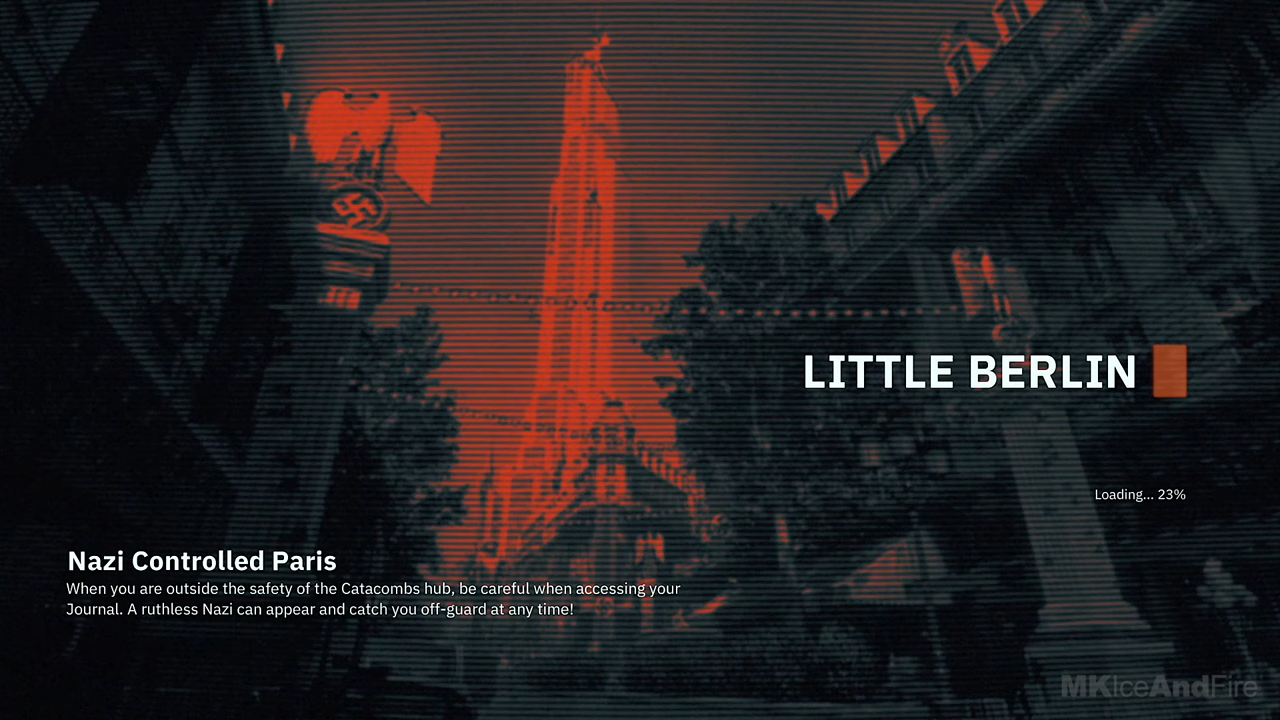 LITTLE BERLIN
Loading... 23%
Nazi Controlled Paris
When you are outside the safety of the Catacombs hub, be careful when accessing your
Journal. A ruthless Nazi can appear and catch you off-guard at any time!
MKIceAndFire